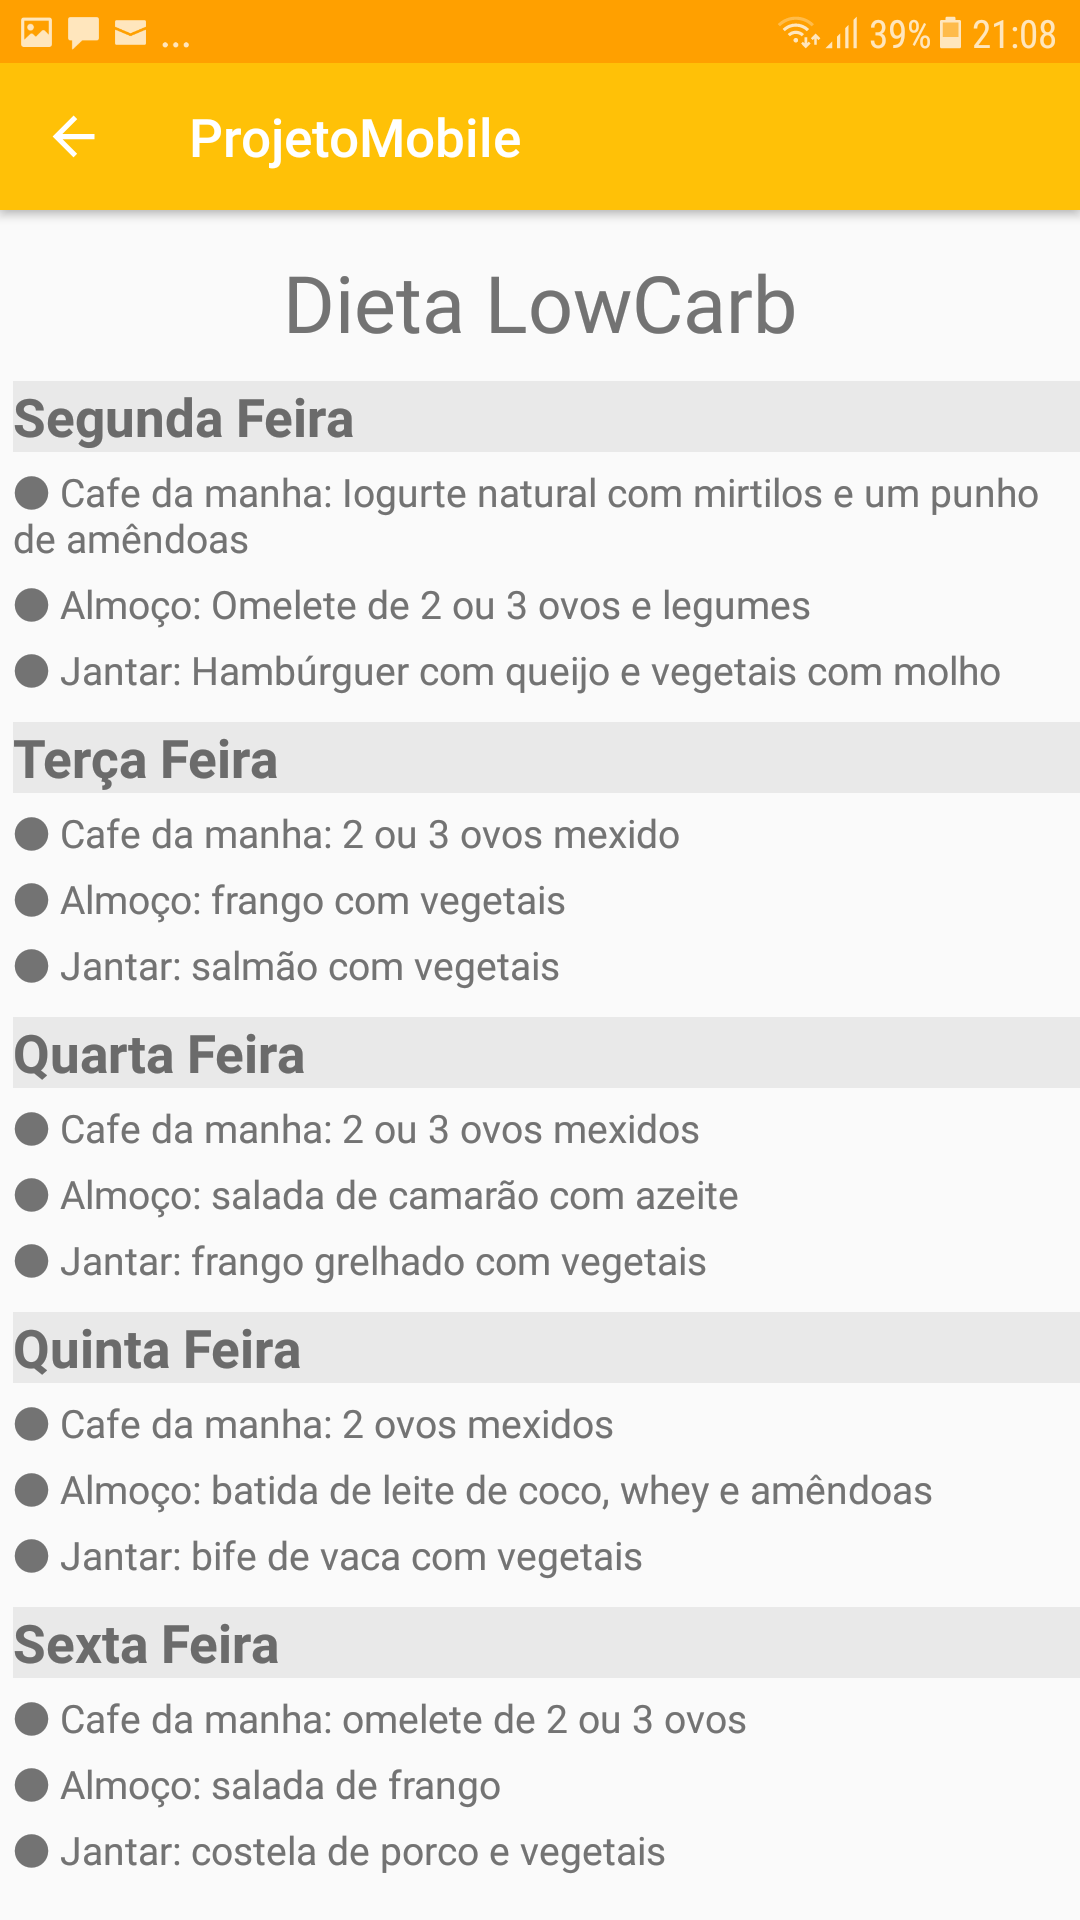 ... 39% 21:08
ProjetoMobile
Dieta LowCarb
Segunda Feira
● Cafe da manha: Iogurte natural com mirtilos e um punho
de amêndoas
● Almoço: Omelete de 2 ou 3 ovos e legumes
● Jantar: Hambúrguer com queijo e vegetais com molho
Terça Feira
● Cafe da manha: 2 ou 3 ovos mexido
● Almoço: frango com vegetais
● Jantar: salmão com vegetais
Quarta Feira
● Cafe da manha: 2 ou 3 ovos mexidos
● Almoço: salada de camarão com azeite
● Jantar: frango grelhado com vegetais
Quinta Feira
● Cafe da manha: 2 ovos mexidos
● Almoço: batida de leite de coco, whey e amêndoas
● Jantar: bife de vaca com vegetais
Sexta Feira
● Cafe da manha: omelete de 2 ou 3 ovos
● Almoço: salada de frango
● Jantar: costela de porco e vegetais